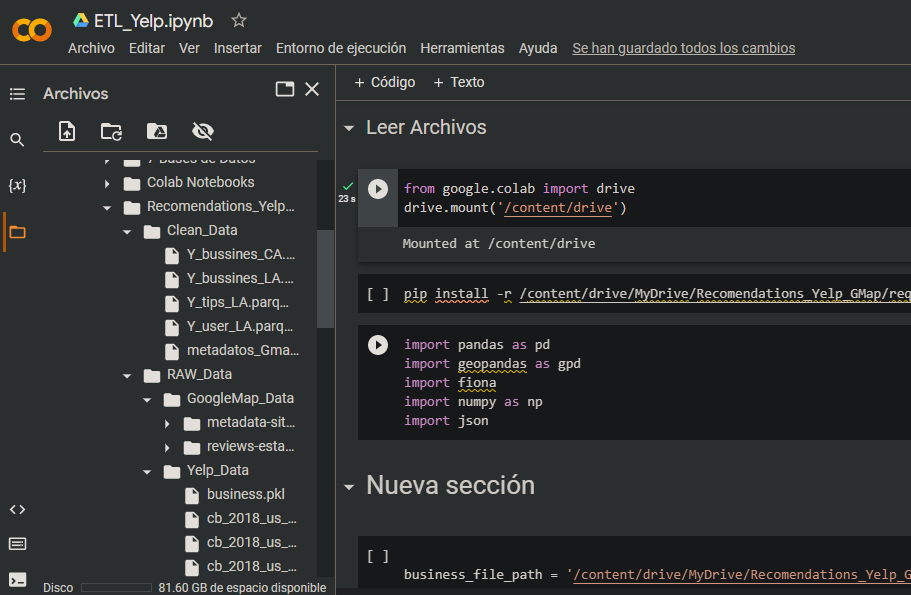 ETL_Yelp.ipynb
Archivo Editar Ver Insertar Entorno de ejecución Herramientas Ayuda Se han guardado todos los cambios
Archivos
7 Bases de Datos
Colab Notebooks
Recomendations_Yelp...
Clean_Data
Y_bussines_CA....
Y_bussines_LA....
Y_tips_LA.parq...
Y_user_LA.parq...
metadatos_Gma...
RAW_Data
GoogleMap_Data
metadata-sit...
reviews-esta...
Yelp_Data
business.pkl
cb_2018_us_...
cb_2018_us_...
cb_2018_us_...
Disco 81.60 GB de espacio disponible
+ Código + Texto
Leer Archivos
23 s
from google.colab import drive
drive.mount('/content/drive')
Mounted at /content/drive
[ ] pip install -r /content/drive/MyDrive/Recomendations_Yelp_GMap/req
import pandas as pd
import geopandas as gpd
import fiona
import numpy as np
import json
Nueva sección
[ ]
business_file_path = '/content/drive/MyDrive/Recomendations_Yelp_G